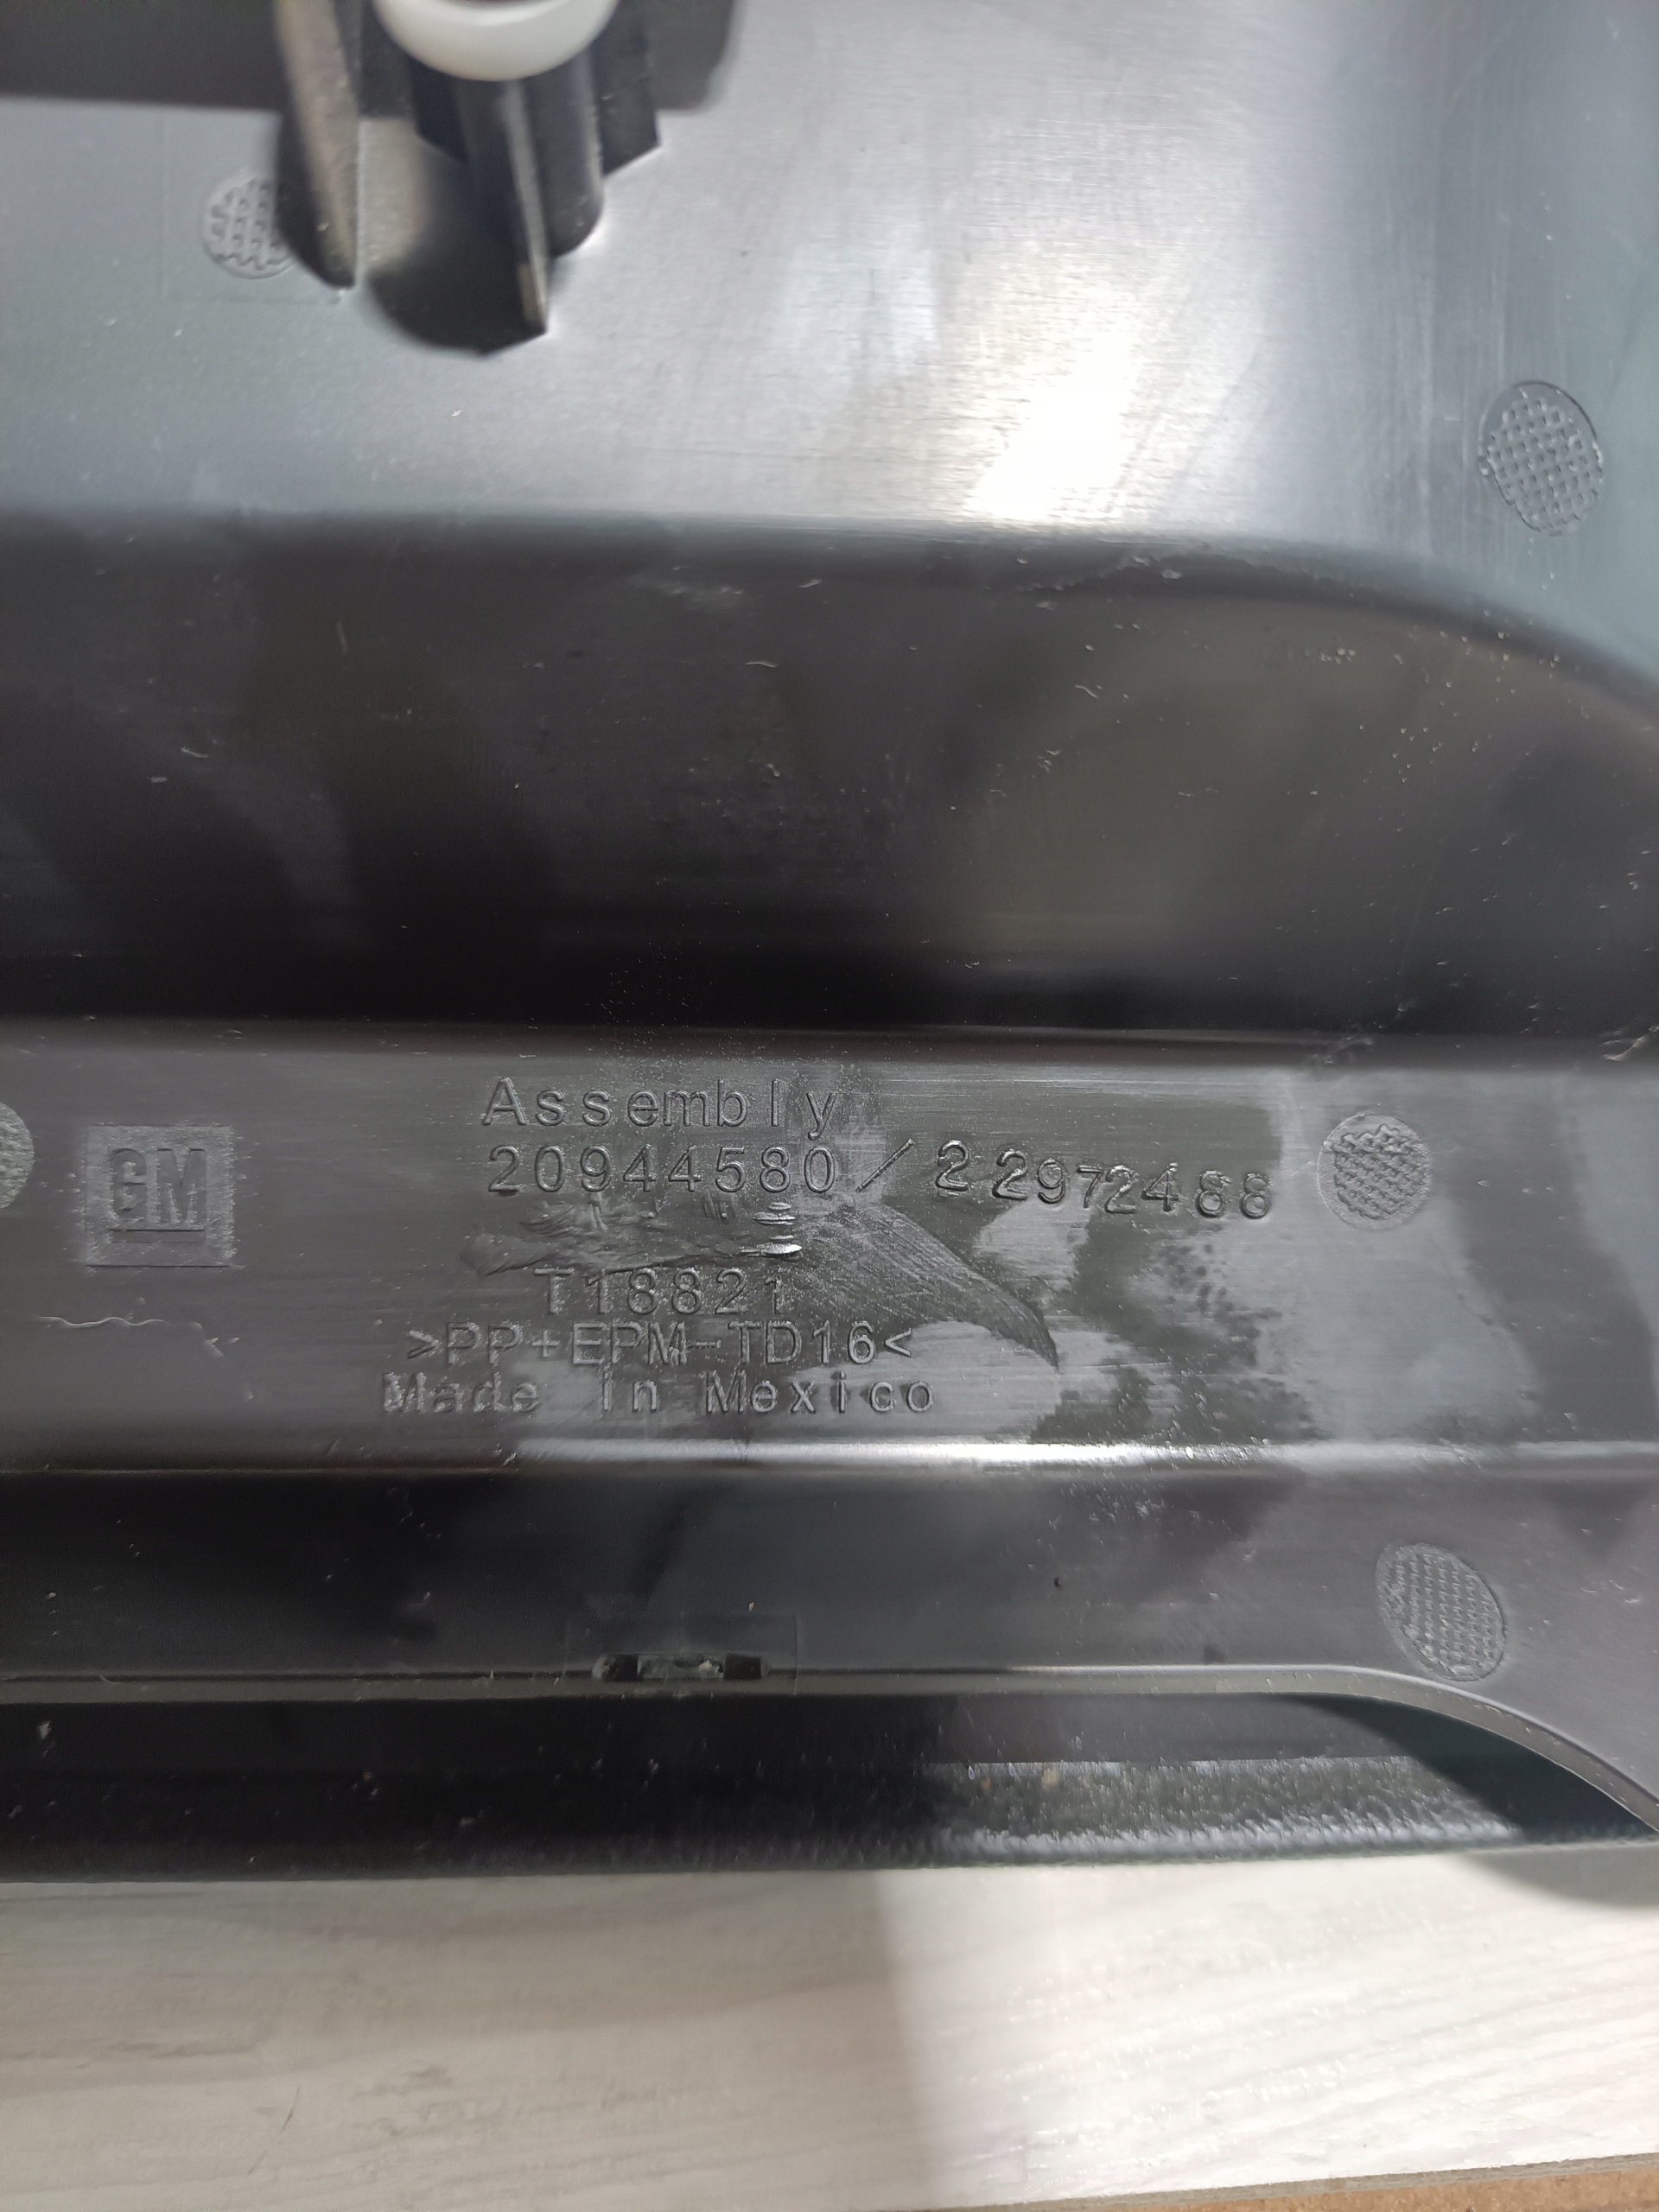 Assembly
GM
20944580/22972488
T18821
>PP+EPM-TD16<
Made in Mexico